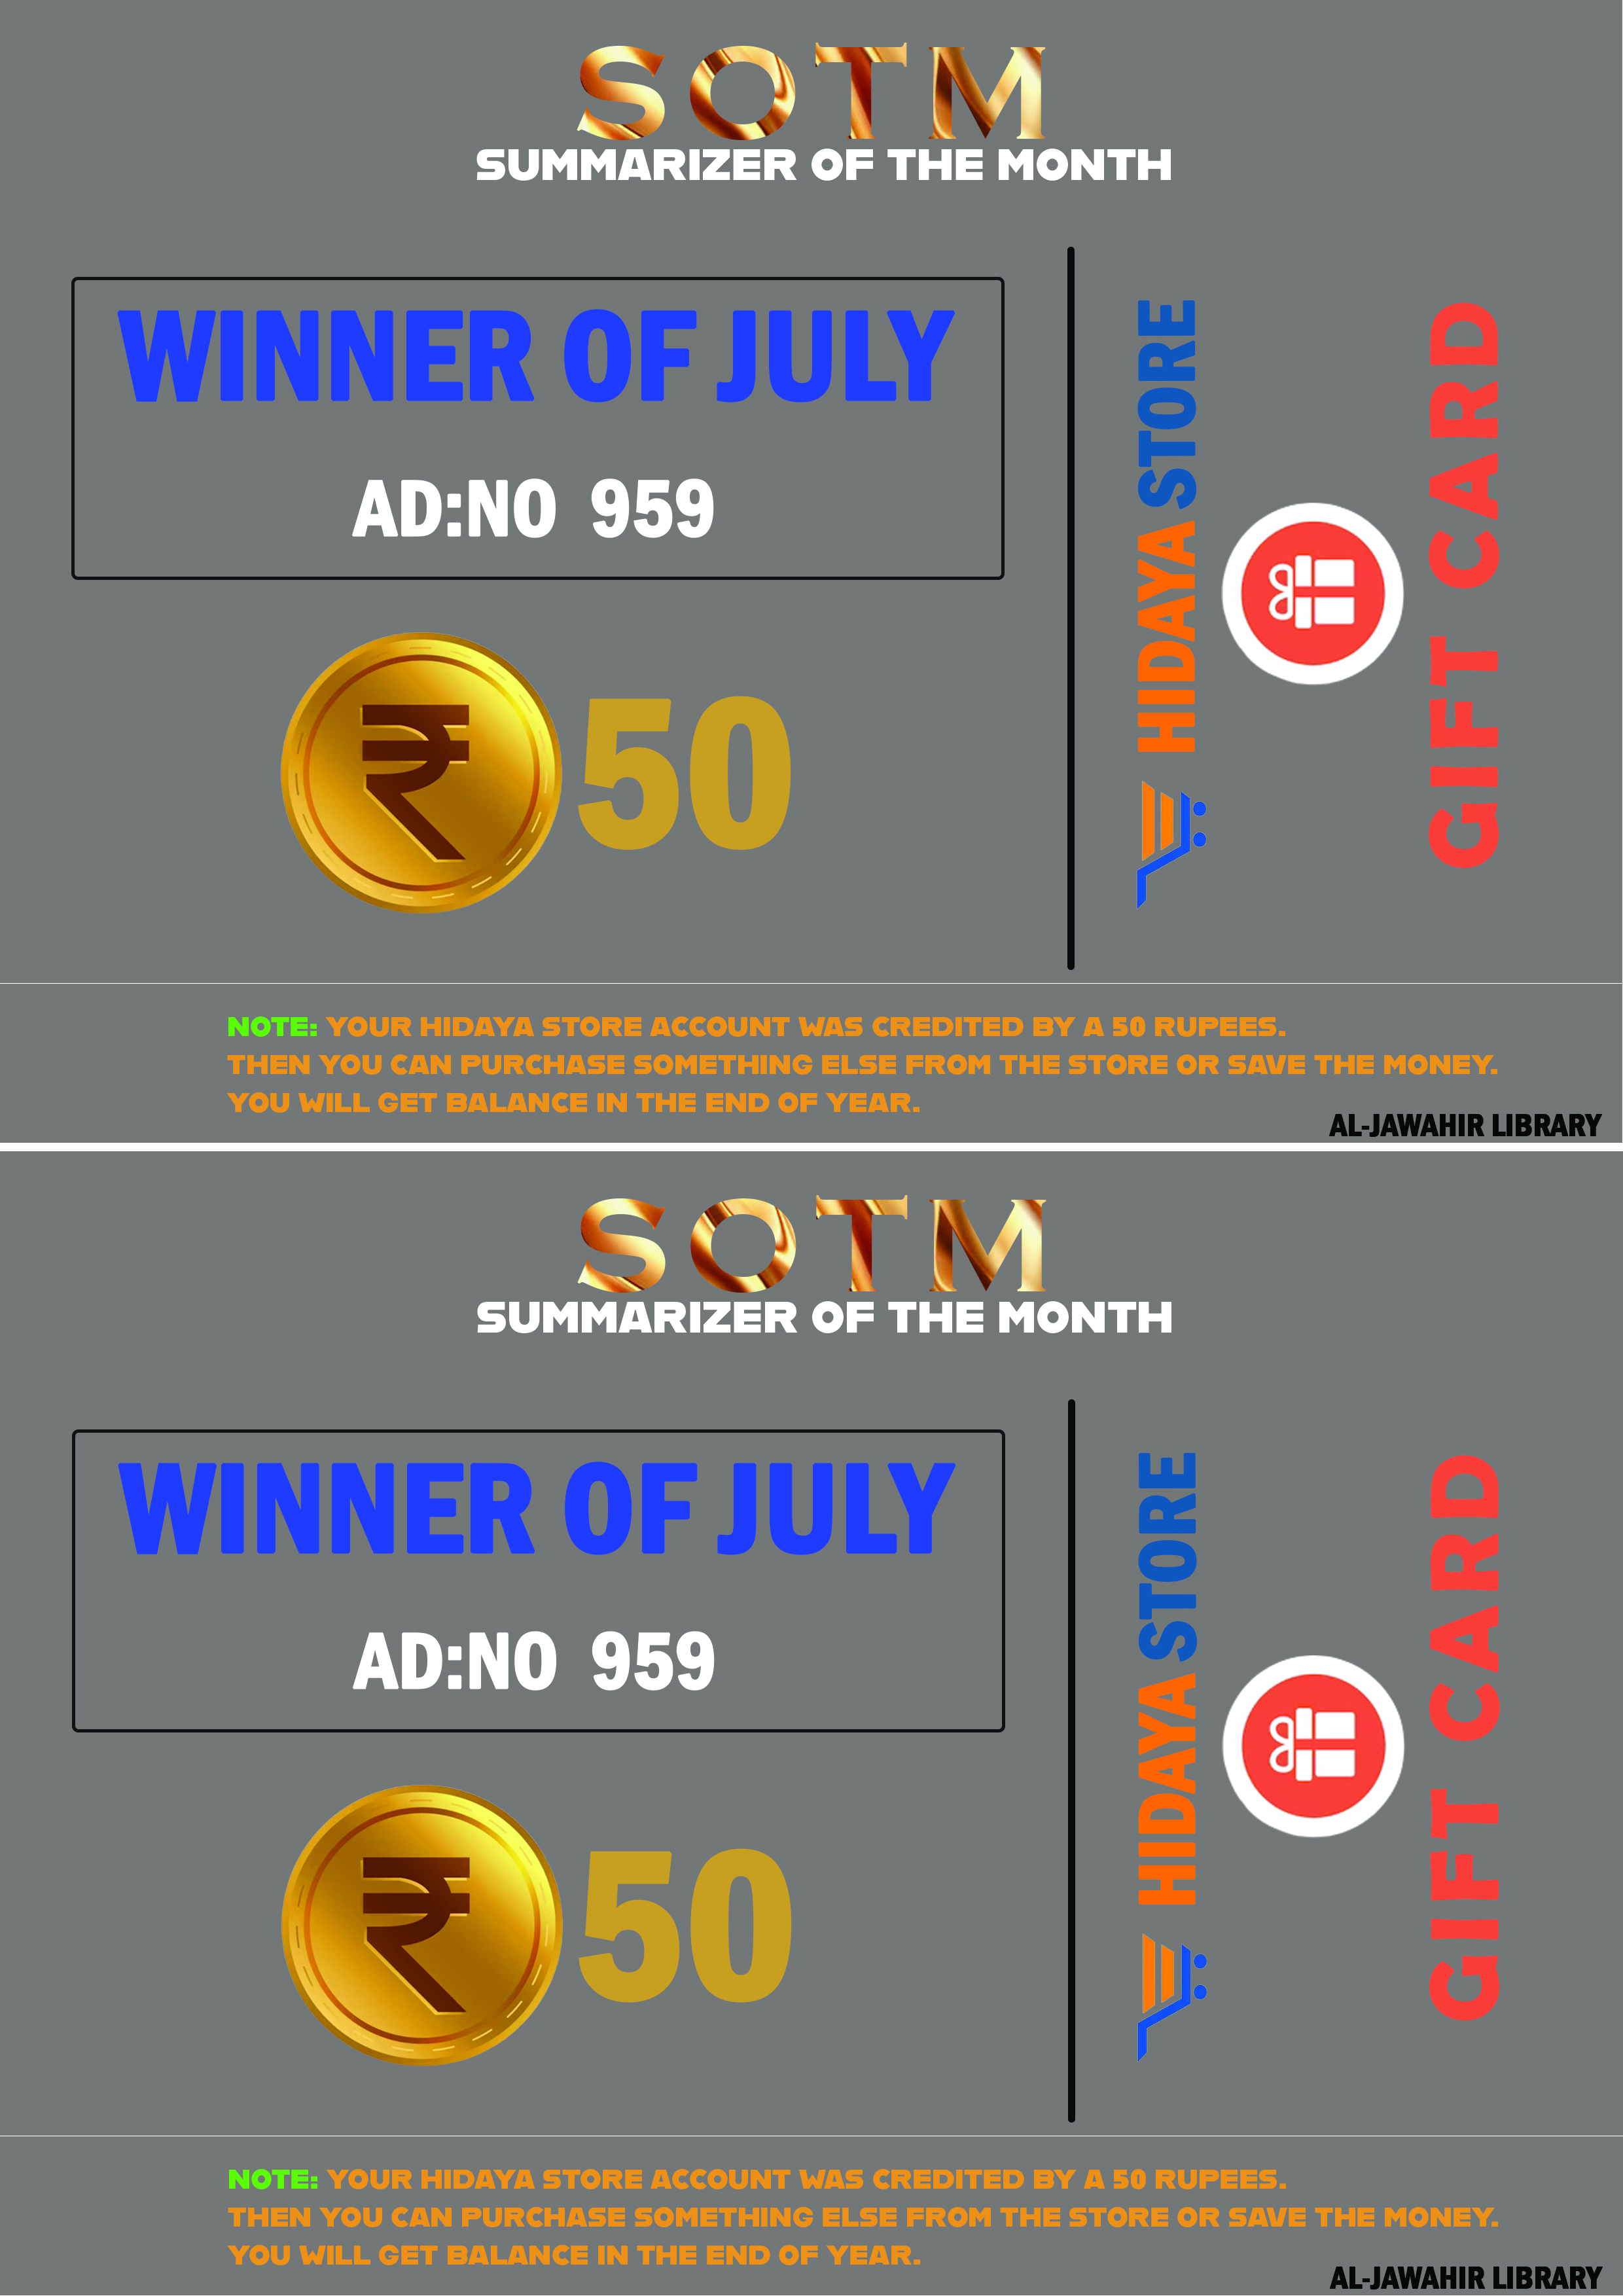 SOTM
SUMMARIZER OF THE MONTH
WINNER OF JULY
AD:NO 959
₹ 50
HIDAYA STORE
GIFT CARD
NOTE: YOUR HIDAYA STORE ACCOUNT WAS CREDITED BY A 50 RUPEES.
THEN YOU CAN PURCHASE SOMETHING ELSE FROM THE STORE OR SAVE THE MONEY.
YOU WILL GET BALANCE IN THE END OF YEAR.
AL-JAWAHIR LIBRARY
SOTM
SUMMARIZER OF THE MONTH
WINNER OF JULY
AD:NO 959
₹ 50
HIDAYA STORE
GIFT CARD
NOTE: YOUR HIDAYA STORE ACCOUNT WAS CREDITED BY A 50 RUPEES.
THEN YOU CAN PURCHASE SOMETHING ELSE FROM THE STORE OR SAVE THE MONEY.
YOU WILL GET BALANCE IN THE END OF YEAR.
AL-JAWAHIR LIBRARY